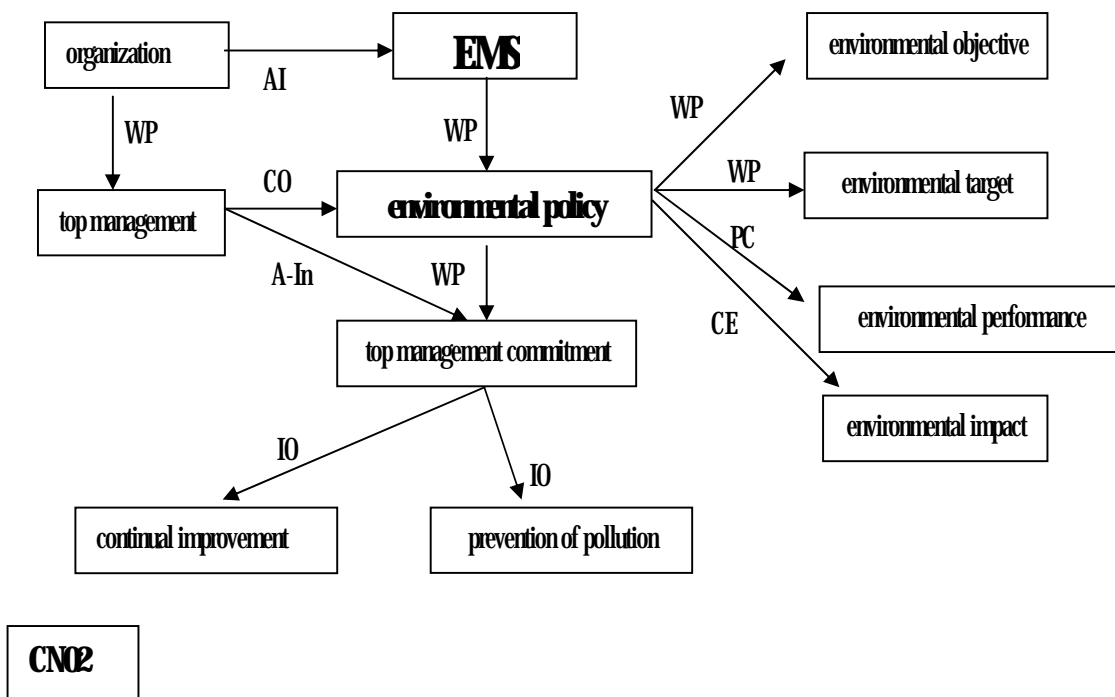 organization
EMS
environmental objective
AI
WP
WP
WP
environmental target
WP
CO
environmental policy
top management
PC
A-In
WP
environmental performance
CE
top management commitment
environmental impact
IO
IO
continual improvement
prevention of pollution
CN02